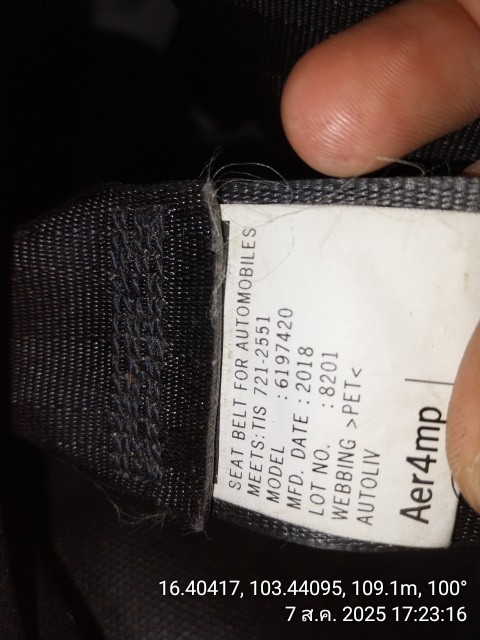 SEAT BELT FOR AUTOMOBILES
MEETS:TIS 721-2551
MODEL :6197420
MFD. DATE :2018
LOT NO. :8201
WEBBING >PET<
AUTOLIV
Aer4mp
16.40417, 103.44095, 109.1m, 100°
7 ส.ค. 2025 17:23:16